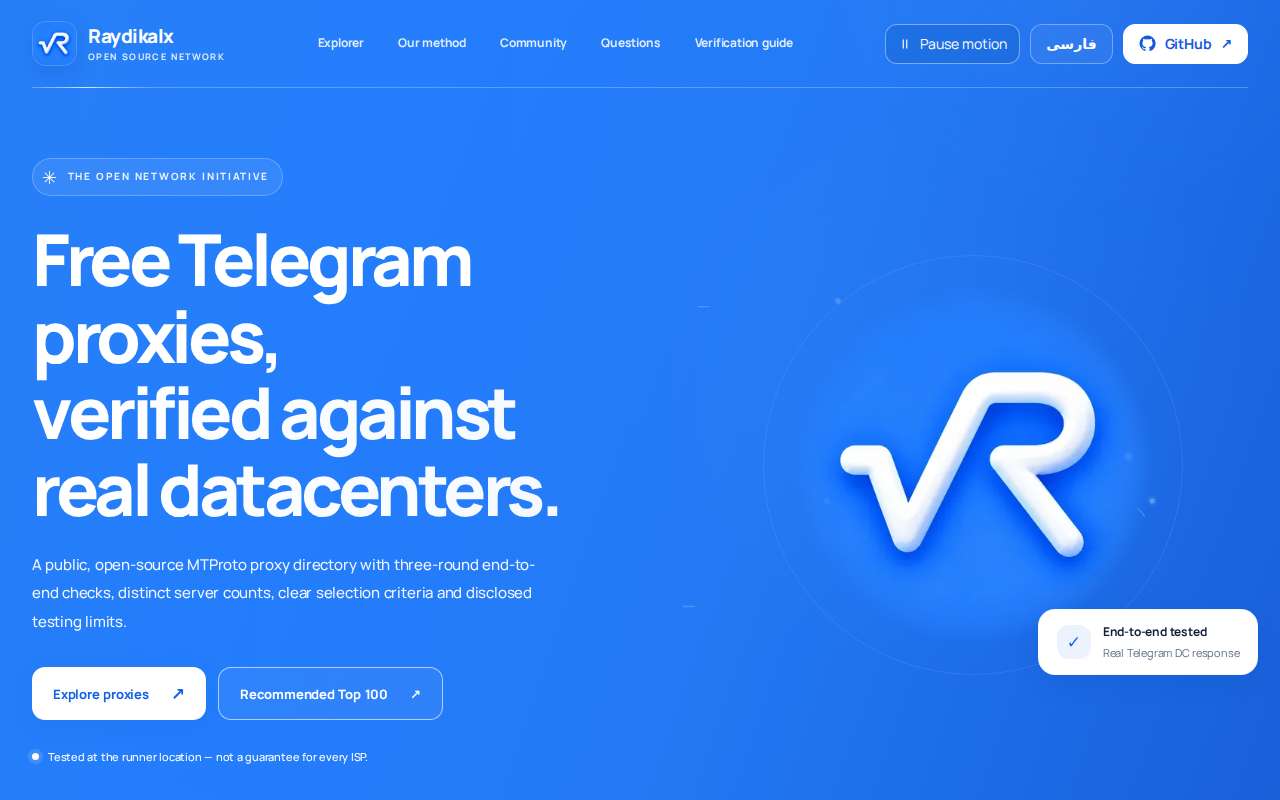 Raydikalx
OPEN SOURCE NETWORK
Explorer
Our method
Community
Questions
Verification guide
Pause motion
فارسی
GitHub ↗
THE OPEN NETWORK INITIATIVE
Free Telegram
proxies,
verified against
real datacenters.
A public, open-source MTProto proxy directory with three-round end-to-
end checks, distinct server counts, clear selection criteria and disclosed
testing limits.
Explore proxies ↗
Recommended Top 100 ↗
Tested at the runner location — not a guarantee for every ISP.
✓
End-to-end tested
Real Telegram DC response